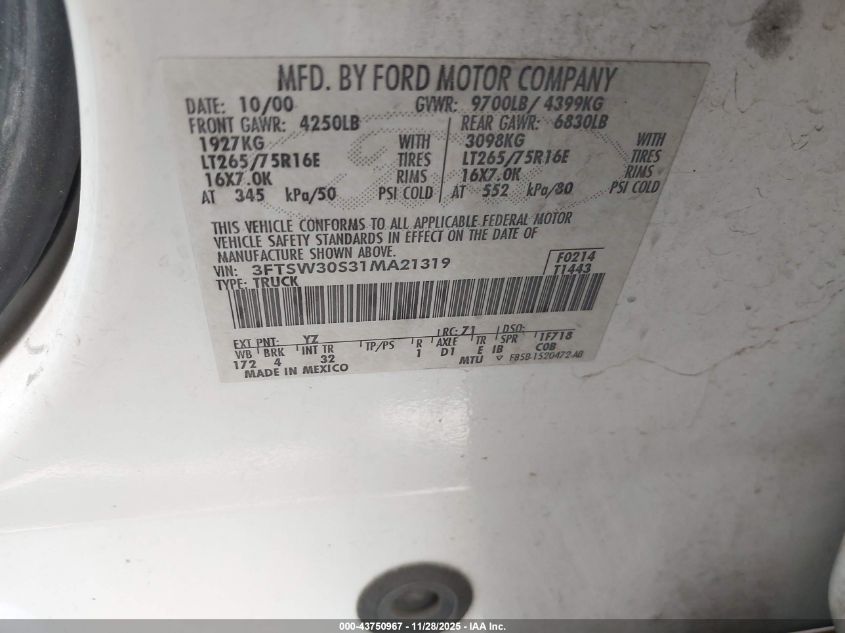 MFD. BY FORD MOTOR COMPANY
DATE: 10/00 GVWR: 9700LB/ 4399KG
FRONT GAWR: 4250LB REAR GAWR: 6830LB
1927KG WITH 3098KG WITH
LT265/75R16E TIRES LT265/75R16E TIRES
16X7.0K RIMS 16X7.0K RIMS
AT 345 kPa/50 PSI COLD AT 552 kPa/80 PSI COLD
THIS VEHICLE CONFORMS TO ALL APPLICABLE FEDERAL MOTOR
VEHICLE SAFETY STANDARDS IN EFFECT ON THE DATE OF
MANUFACTURE SHOWN ABOVE.
VIN: 3FTSW30S31MA21319 F0214
TYPE: TRUCK T1443
EXT PNT: YZ RC: 71 DSO:
WB BRK INT TR TP/PS R AXLE TR SPR 1F718
172 4 32 1 D1 E IB C0B
MADE IN MEXICO MTU F85B-1520472-AB
000-43750967 - 11/28/2025 - IAA, Inc. - COPYRIGHT